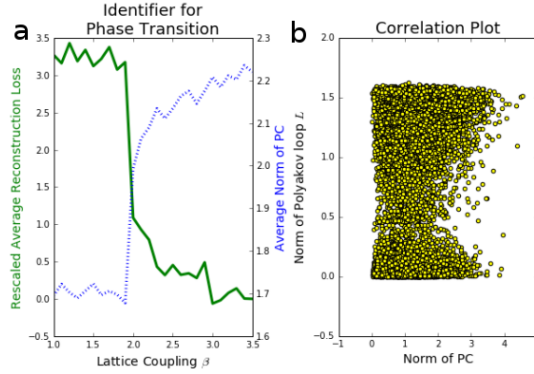 a
Identifier for
Phase Transition
Rescaled Average Reconstruction Loss
3.5
3.0
2.5
2.0
1.5
1.0
0.5
0.0
−0.5
2.3
2.2
2.1
2.0
1.9
1.8
1.7
1.6
Average Norm of PC
1.0 1.5 2.0 2.5 3.0 3.5
Lattice Coupling β
b
Correlation Plot
Norm of Polyakov loop L
2.0
1.5
1.0
0.5
0.0
−0.5
−1 0 1 2 3 4
Norm of PC